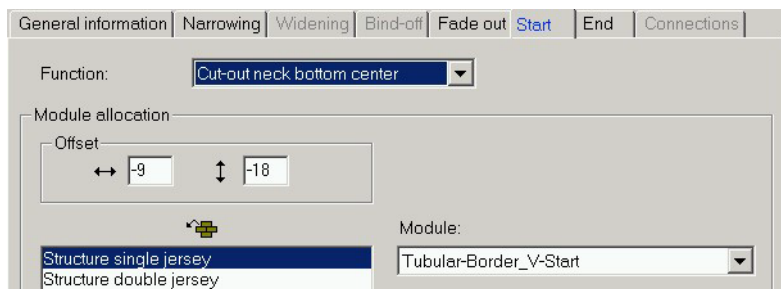 General information Narrowing Widening Bind-off Fade out Start End Connections
Function: Cut-out neck bottom center
Module allocation
Offset
-9 -18
Module:
Structure single jersey Tubular-Border_V-Start
Structure double jersey